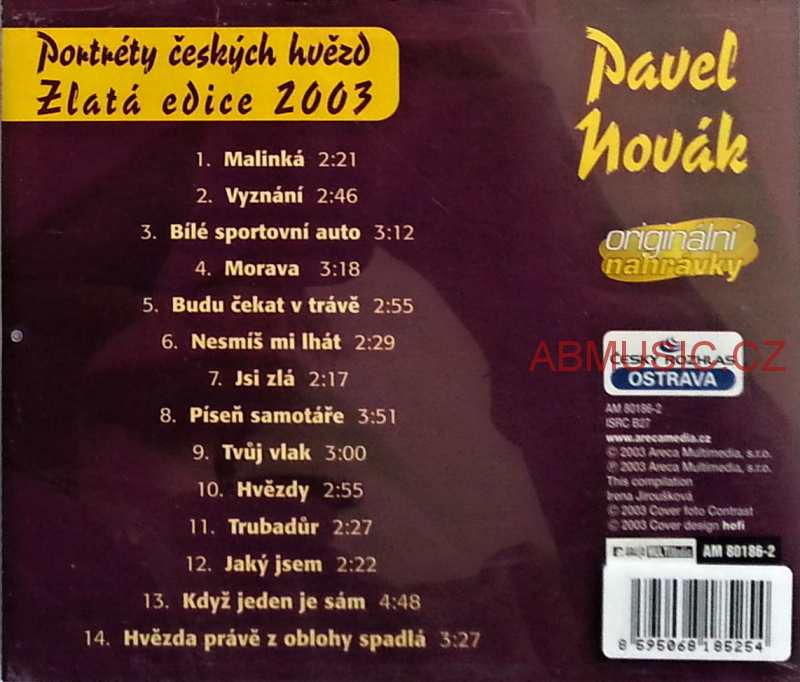 Portréty českých hvězd
Zlatá edice 2003
Pavel
Novák
originální
nahrávky
1. Malinká 2:21
2. Vyznání 2:46
3. Bílé sportovní auto 3:12
4. Morava 3:18
5. Budu čekat v trávě 2:55
6. Nesmíš mi lhát 2:29
7. Jsi zlá 2:17
8. Píseň samotáře 3:51
9. Tvůj vlak 3:00
10. Hvězdy 2:55
11. Trubadůr 2:27
12. Jaký jsem 2:22
13. Když jeden je sám 4:48
14. Hvězda právě z oblohy spadlá 3:27
ABMUSIC.CZ
ČESKÝ ROZHLAS
OSTRAVA
AM 80186-2
ISRC B27
www.arecamedia.cz
© 2003 Areca Multimedia, s.r.o.
℗ 2003 Areca Multimedia, s.r.o.
This compilation
Irena Jiroušková
© 2003 Cover foto Contrast
© 2003 Cover design hefi
MULTIMedia AM 80186-2
8 595068 185254